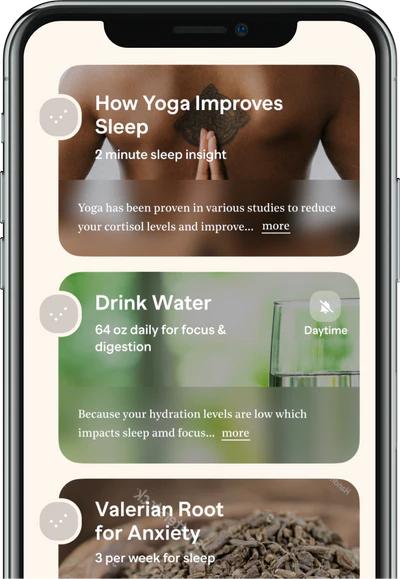 How Yoga Improves
Sleep
2 minute sleep insight
Yoga has been proven in various studies to reduce
your cortisol levels and improve... more
Drink Water
64 oz daily for focus &
digestion
Daytime
Because your hydration levels are low which
impacts sleep amd focus... more
Valerian Root
for Anxiety
3 per week for sleep